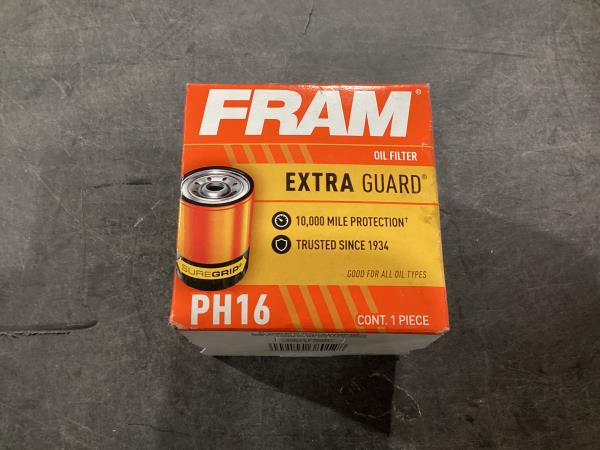 FRAM®
OIL FILTER
EXTRA GUARD®
10,000 MILE PROTECTION†
TRUSTED SINCE 1934
SUREGRIP®
GOOD FOR ALL OIL TYPES
PH16
CONT. 1 PIECE